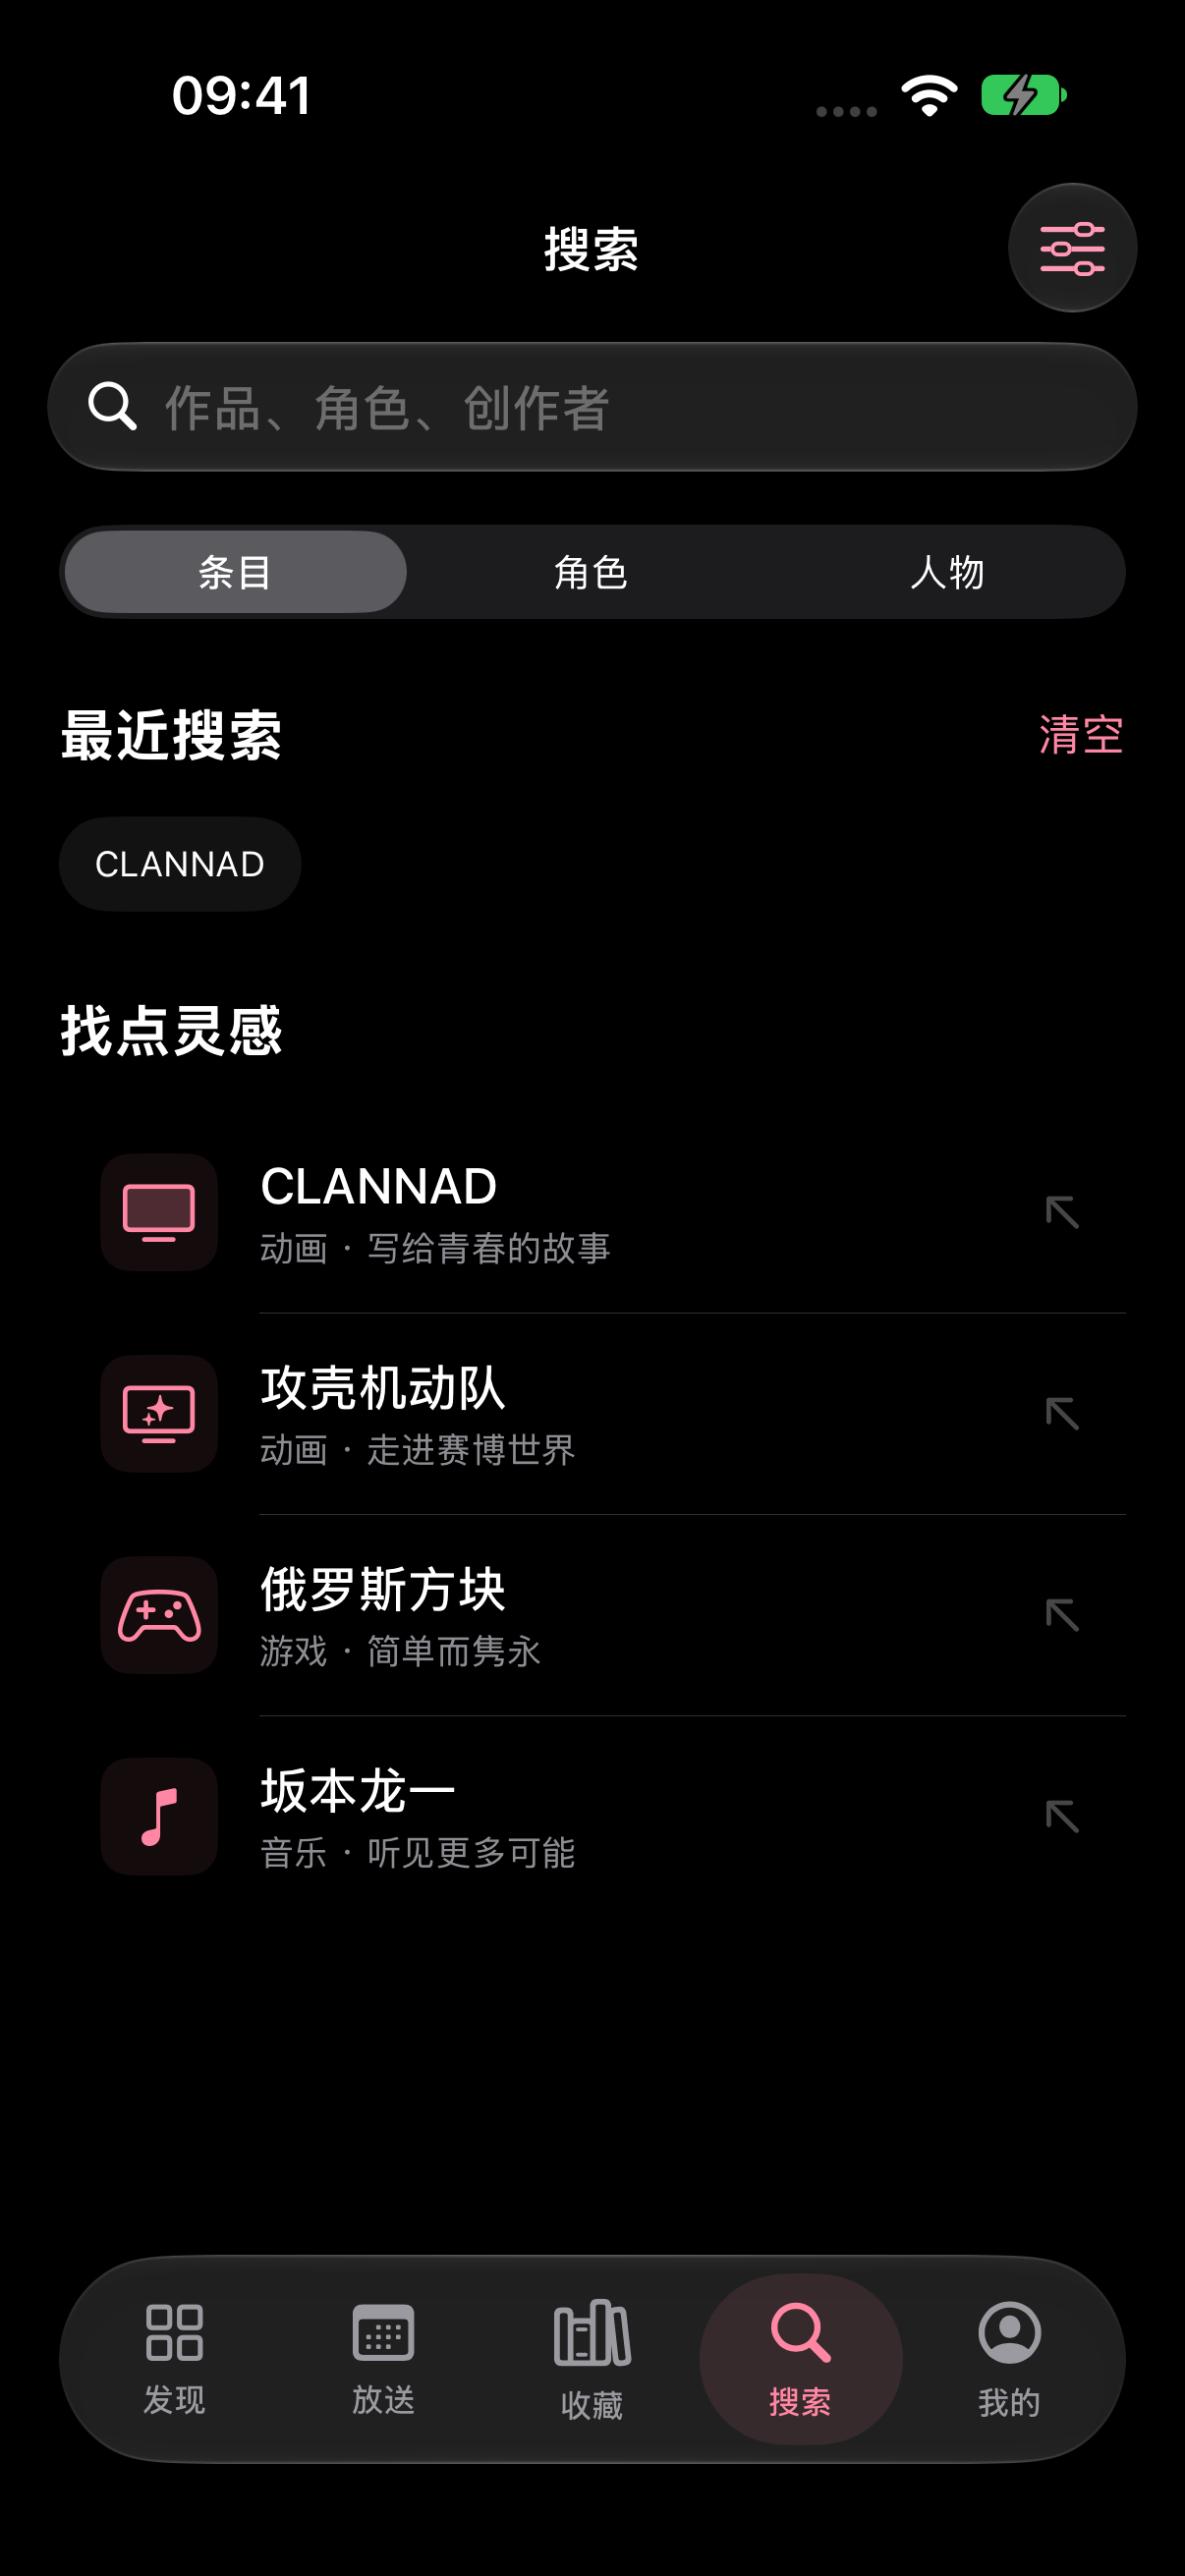 09:41
搜索
作品、角色、创作者
条目
角色
人物
最近搜索
清空
CLANNAD
找点灵感
CLANNAD
动画 · 写给青春的故事
攻壳机动队
动画 · 走进赛博世界
俄罗斯方块
游戏 · 简单而隽永
坂本龙一
音乐 · 听见更多可能
发现
放送
收藏
搜索
我的